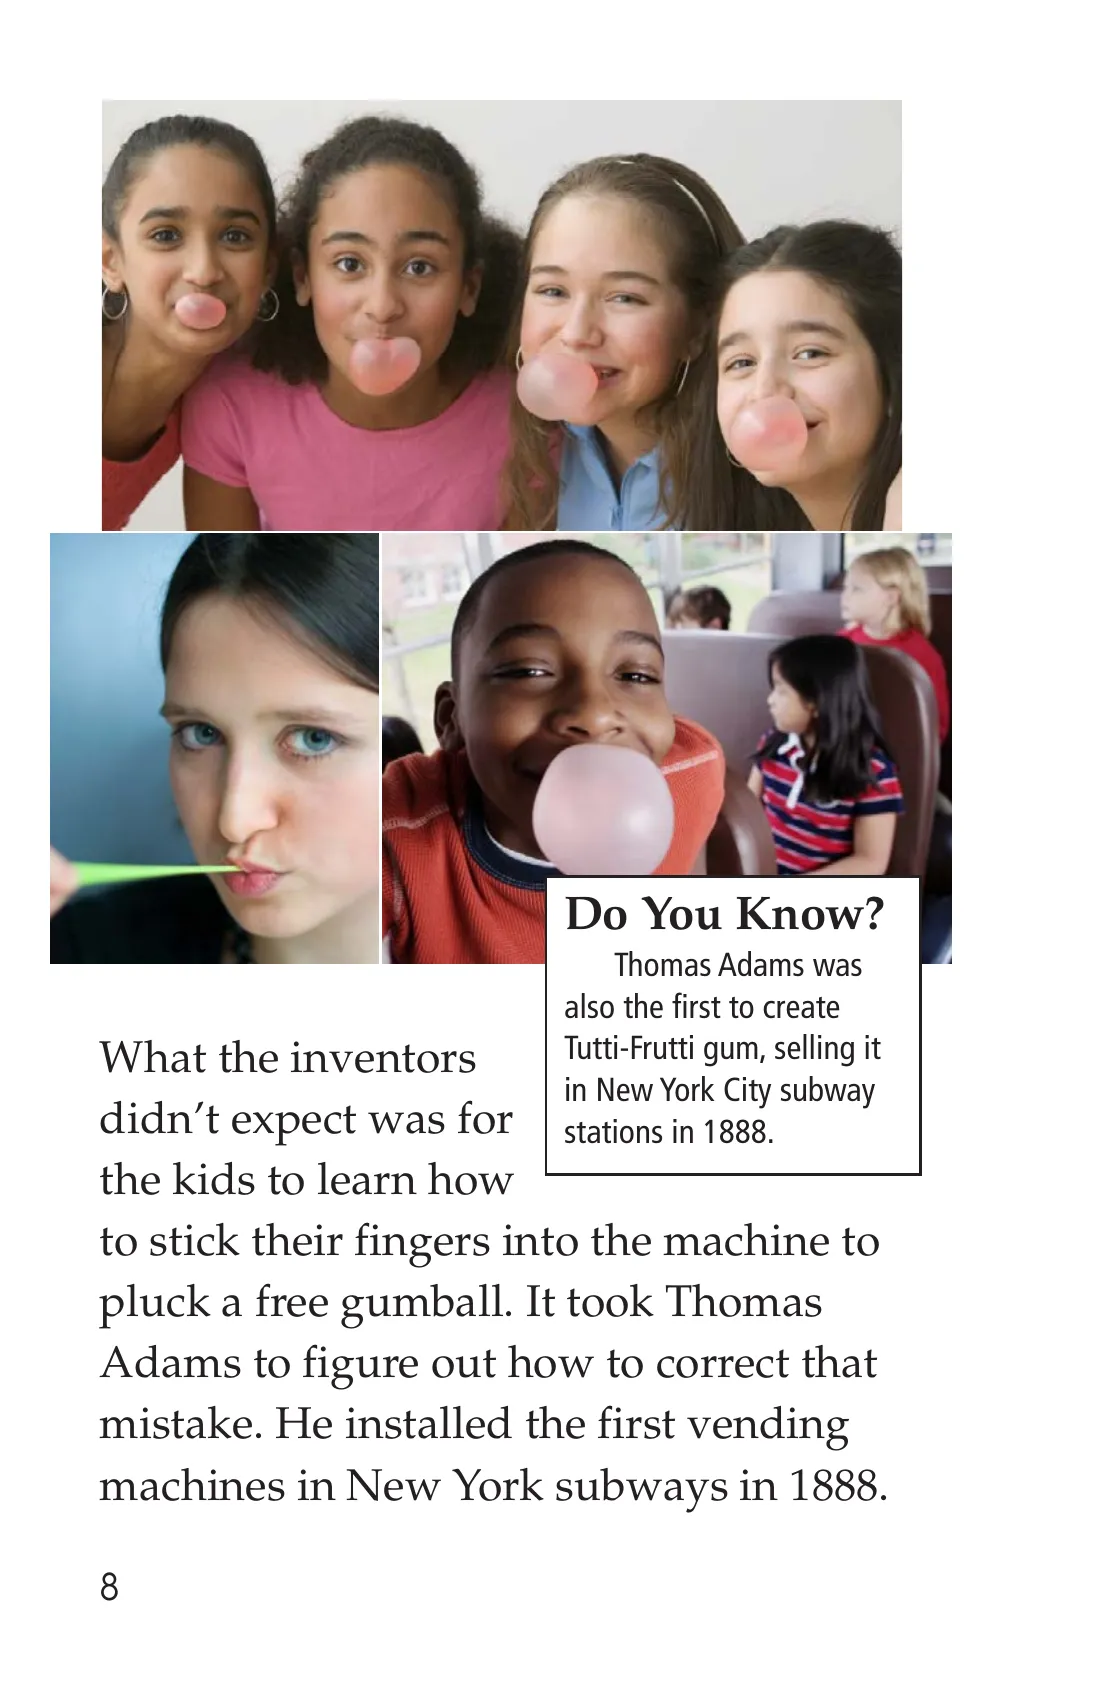 Do You Know?
Thomas Adams was
also the first to create
Tutti-Frutti gum, selling it
in New York City subway
stations in 1888.
What the inventors
didn’t expect was for
the kids to learn how
to stick their fingers into the machine to
pluck a free gumball. It took Thomas
Adams to figure out how to correct that
mistake. He installed the first vending
machines in New York subways in 1888.
8